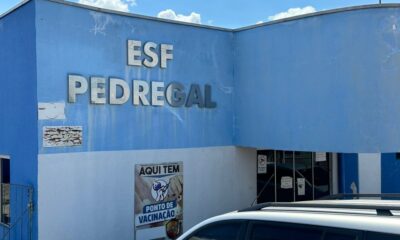 ESF
PEDREGAL
AQUI TEM
PONTO DE
VACINAÇÃO